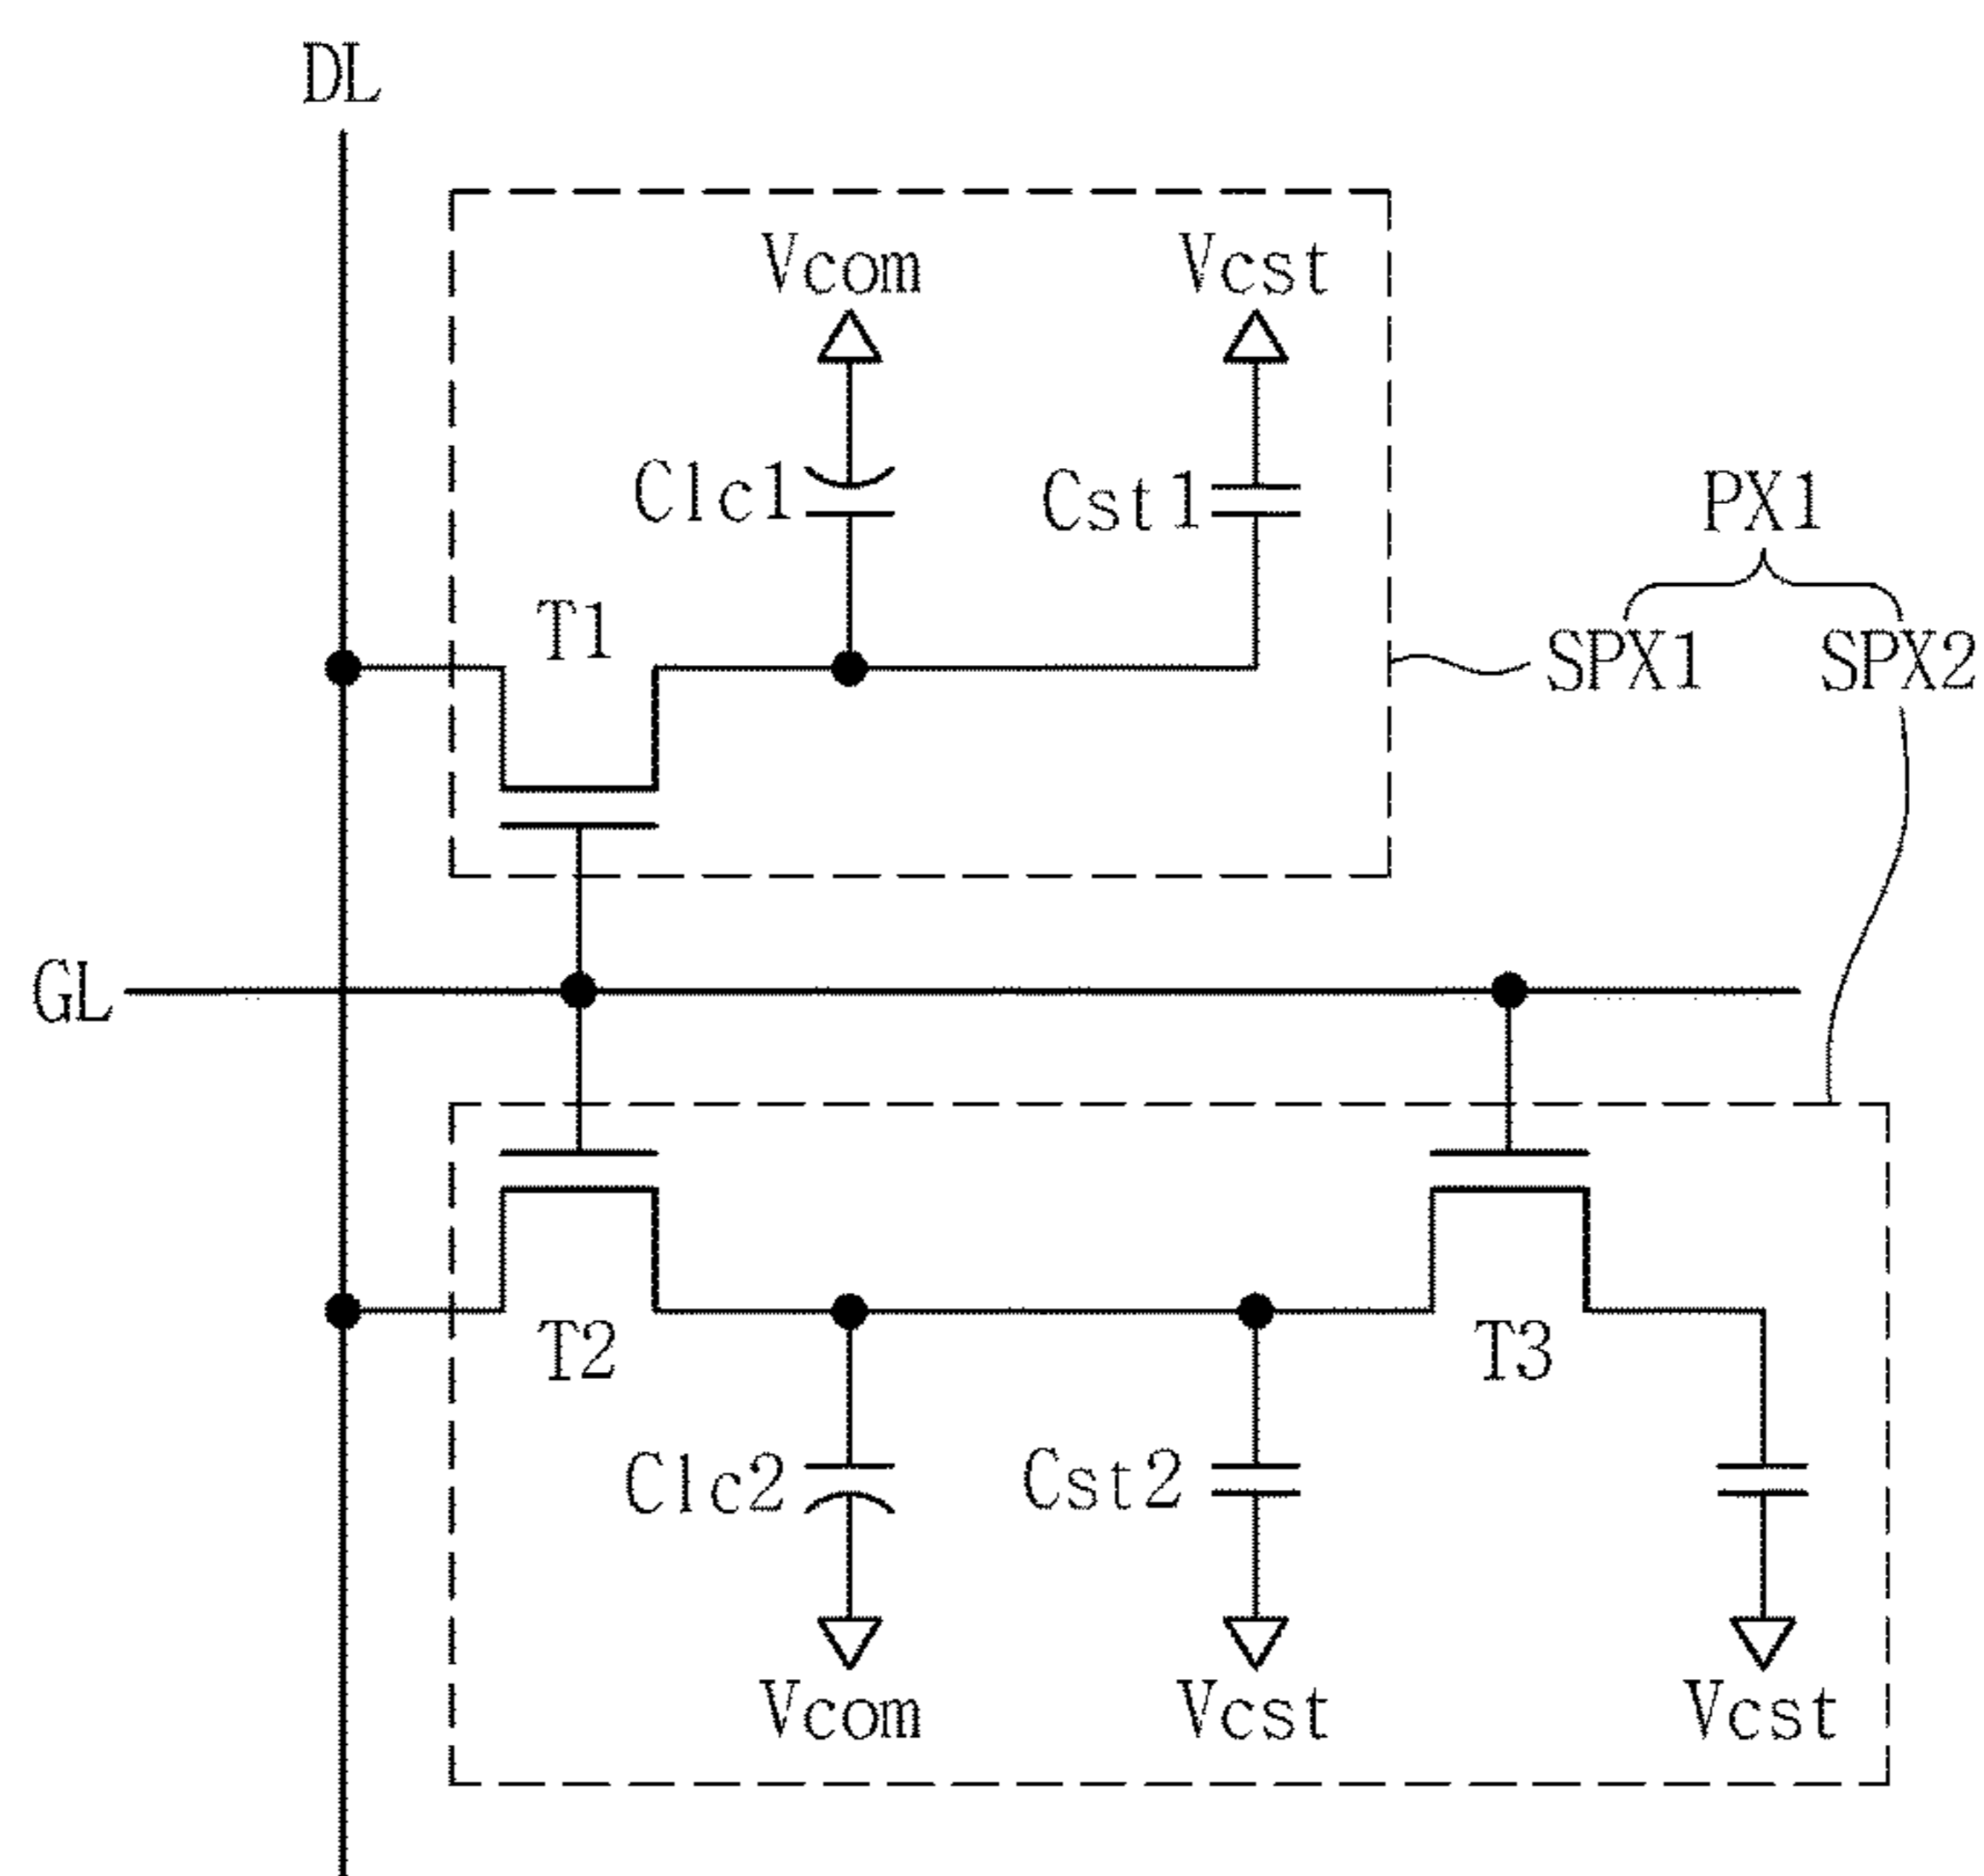 DL
Vcom Vcst
Clc1 Cst1 PX1
T1 SPX1 SPX2
GL
T2 T3
Clc2 Cst2
Vcom Vcst Vcst